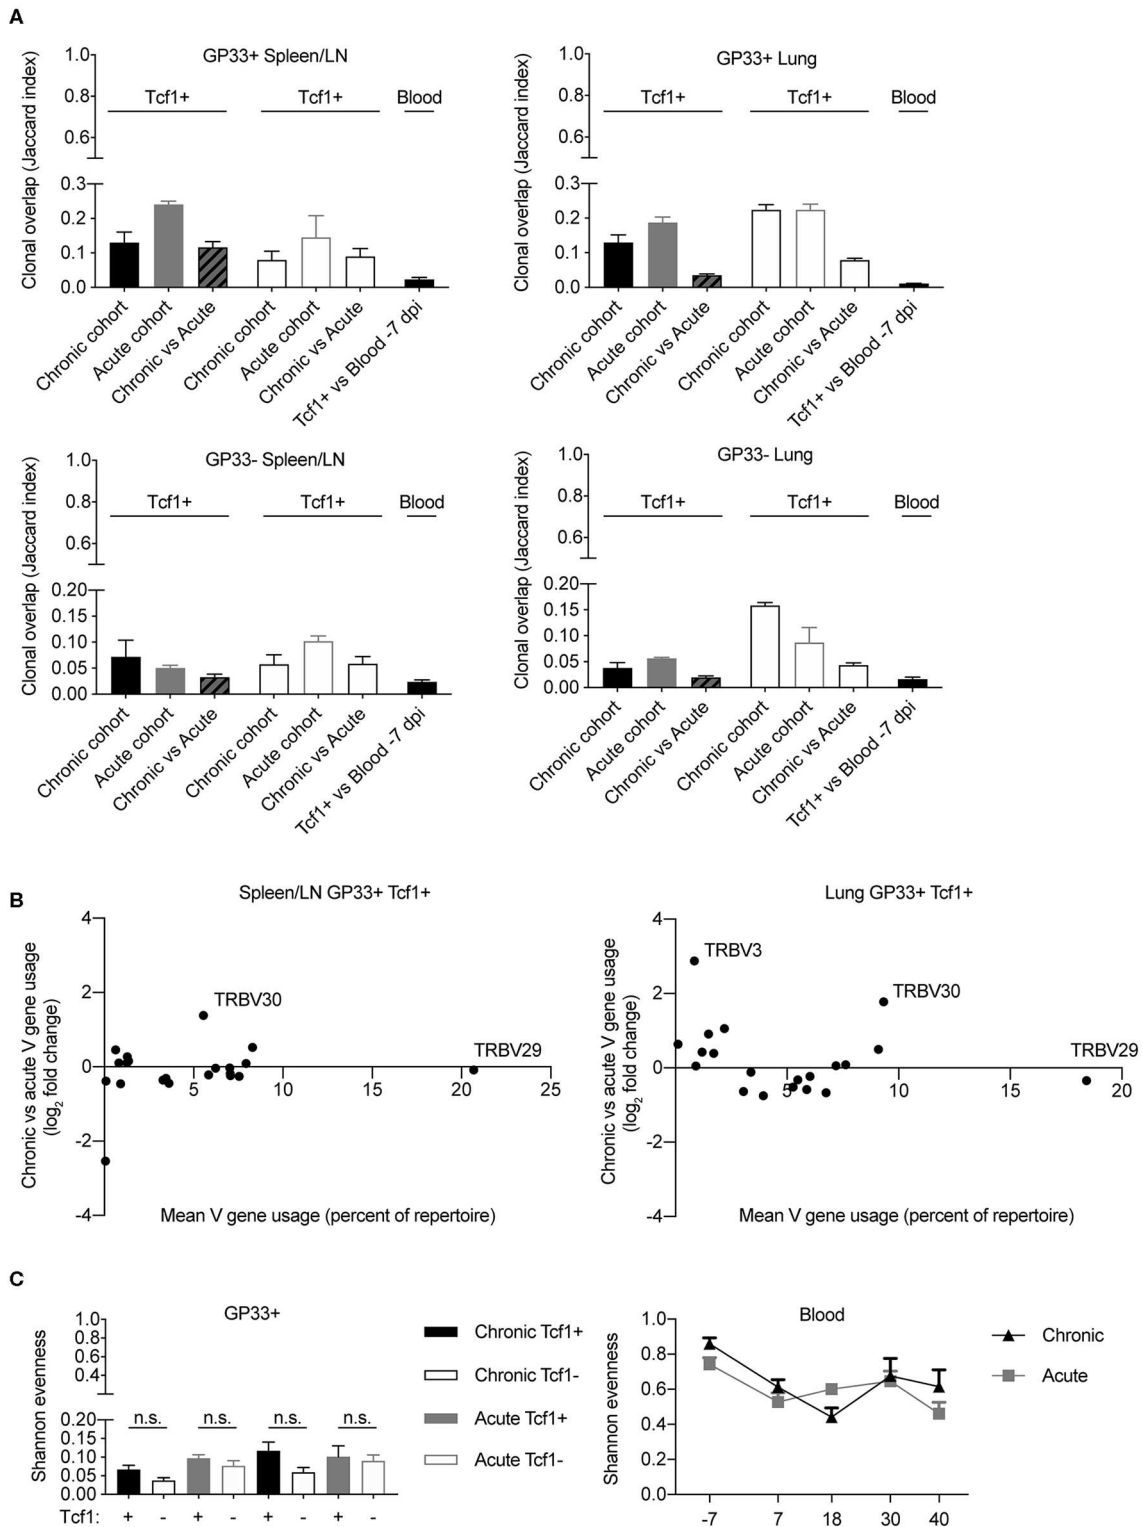 A
GP33+ Spleen/LN
Clonal overlap (Jaccard index)
1.0
0.8
0.6
0.3
0.2
0.1
0.0
Tcf1+
Tcf1+
Blood
Chronic cohort
Acute cohort
Chronic vs Acute
Chronic cohort
Acute cohort
Chronic vs Acute
Tcf1+ vs Blood -7 dpi
GP33+ Lung
Clonal overlap (Jaccard index)
1.0
0.8
0.6
0.3
0.2
0.1
0.0
Tcf1+
Tcf1+
Blood
Chronic cohort
Acute cohort
Chronic vs Acute
Chronic cohort
Acute cohort
Chronic vs Acute
Tcf1+ vs Blood -7 dpi
GP33- Spleen/LN
Clonal overlap (Jaccard index)
1.0
0.8
0.6
0.20
0.15
0.10
0.05
0.00
Tcf1+
Tcf1+
Blood
Chronic cohort
Acute cohort
Chronic vs Acute
Chronic cohort
Acute cohort
Chronic vs Acute
Tcf1+ vs Blood -7 dpi
GP33- Lung
Clonal overlap (Jaccard index)
1.0
0.8
0.6
0.20
0.15
0.10
0.05
0.00
Tcf1+
Tcf1+
Blood
Chronic cohort
Acute cohort
Chronic vs Acute
Chronic cohort
Acute cohort
Chronic vs Acute
Tcf1+ vs Blood -7 dpi
B
Spleen/LN GP33+ Tcf1+
Chronic vs acute V gene usage
(log2 fold change)
4
2
0
-2
-4
TRBV30
TRBV29
5 10 15 20 25
Mean V gene usage (percent of repertoire)
Lung GP33+ Tcf1+
Chronic vs acute V gene usage
(log2 fold change)
4
2
0
-2
-4
TRBV3
TRBV30
TRBV29
5 10 15 20
Mean V gene usage (percent of repertoire)
C
GP33+
Shannon evenness
1.0
0.8
0.6
0.4
0.20
0.15
0.10
0.05
0.00
n.s. n.s. n.s. n.s.
Tcf1: + - + - + - + -
Chronic Tcf1+
Chronic Tcf1-
Acute Tcf1+
Acute Tcf1-
Blood
Shannon evenness
1.0
0.8
0.6
0.4
0.2
0.0
-7 7 18 30 40
Chronic
Acute